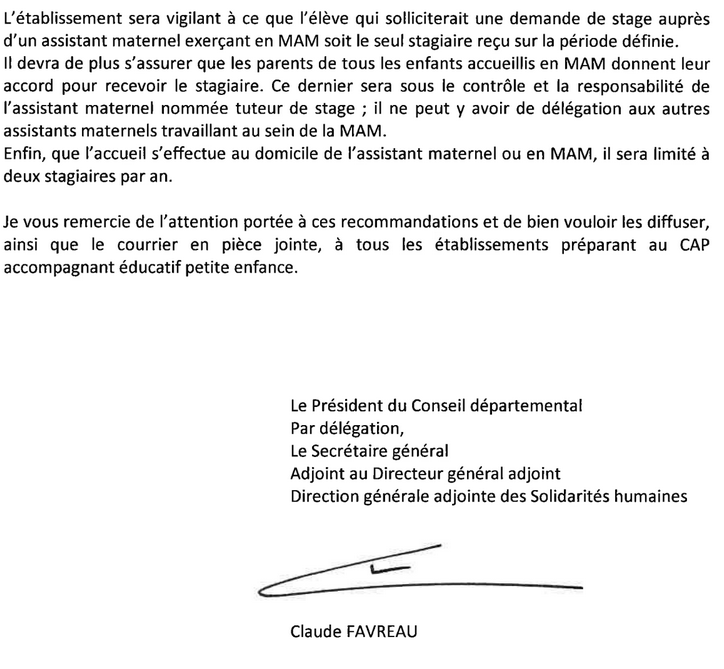 L'établissement sera vigilant à ce que l'élève qui solliciterait une demande de stage auprès
d'un assistant maternel exerçant en MAM soit le seul stagiaire reçu sur la période définie.
Il devra de plus s'assurer que les parents de tous les enfants accueillis en MAM donnent leur
accord pour recevoir le stagiaire. Ce dernier sera sous le contrôle et la responsabilité de
l'assistant maternel nommée tuteur de stage ; il ne peut y avoir de délégation aux autres
assistants maternels travaillant au sein de la MAM.
Enfin, que l'accueil s'effectue au domicile de l'assistant maternel ou en MAM, il sera limité à
deux stagiaires par an.
Je vous remercie de l'attention portée à ces recommandations et de bien vouloir les diffuser,
ainsi que le courrier en pièce jointe, à tous les établissements préparant au CAP
accompagnant éducatif petite enfance.
Le Président du Conseil départemental
Par délégation,
Le Secrétaire général
Adjoint au Directeur général adjoint
Direction générale adjointe des Solidarités humaines
Claude FAVREAU